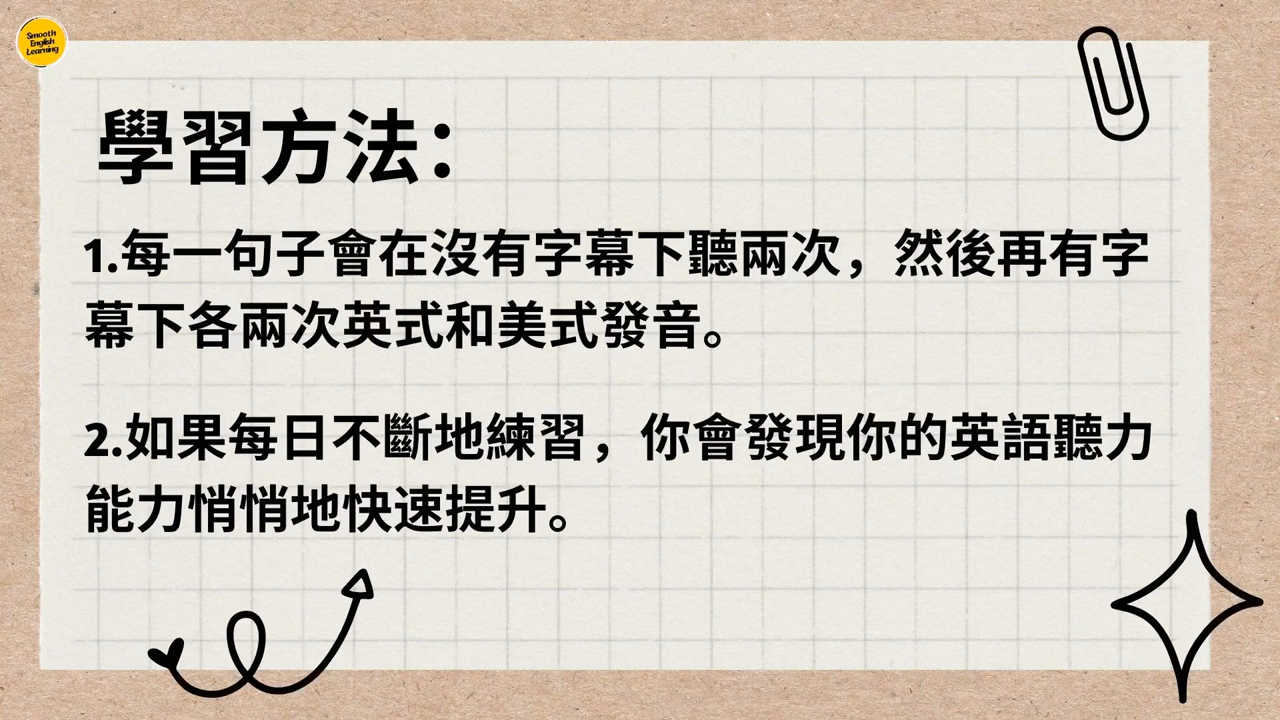 Smooth
English
Learning
學習方法：
1.每一句子會在沒有字幕下聽兩次，然後再有字
幕下各兩次英式和美式發音。
2.如果每日不斷地練習，你會發現你的英語聽力
能力悄悄地快速提升。